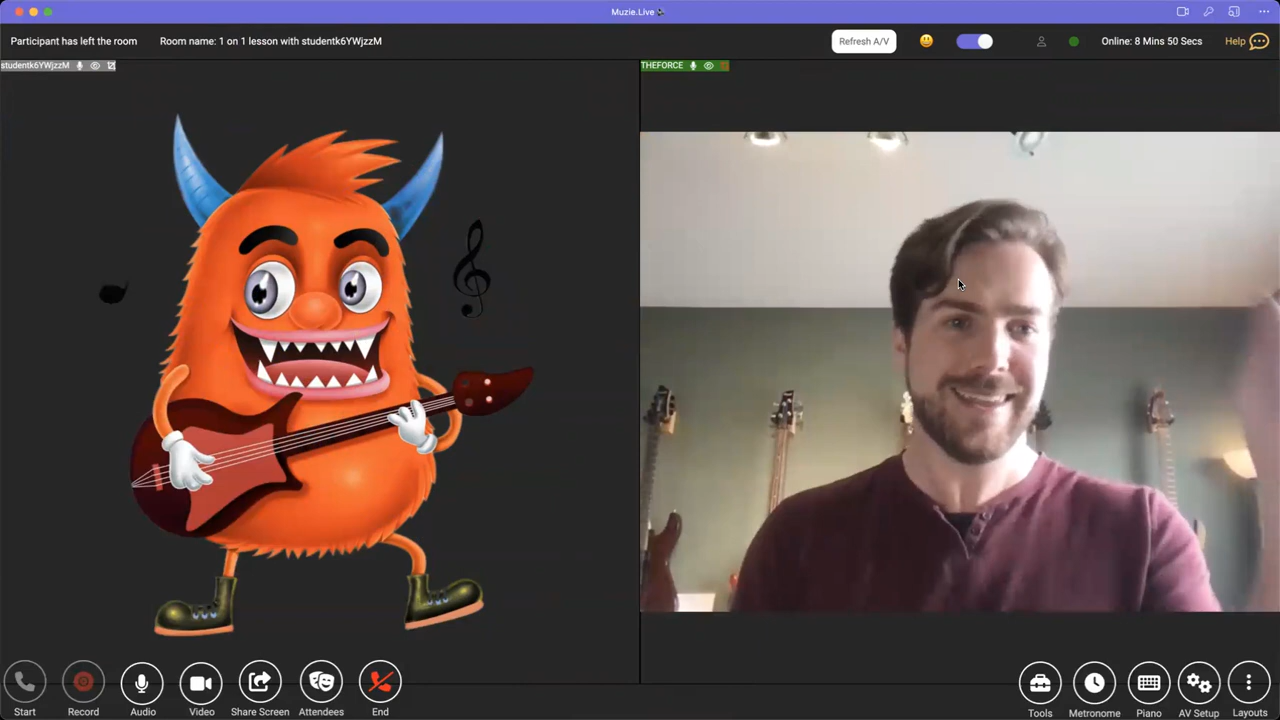 Muzie.Live
Participant has left the room
Room name: 1 on 1 lesson with studentk6YWjzzM
Refresh A/V
Online: 8 Mins 50 Secs
Help
studentk6YWjzzM
THEFORCE
Start
Record
Audio
Video
Share Screen
Attendees
End
Tools
Metronome
Piano
AV Setup
Layouts